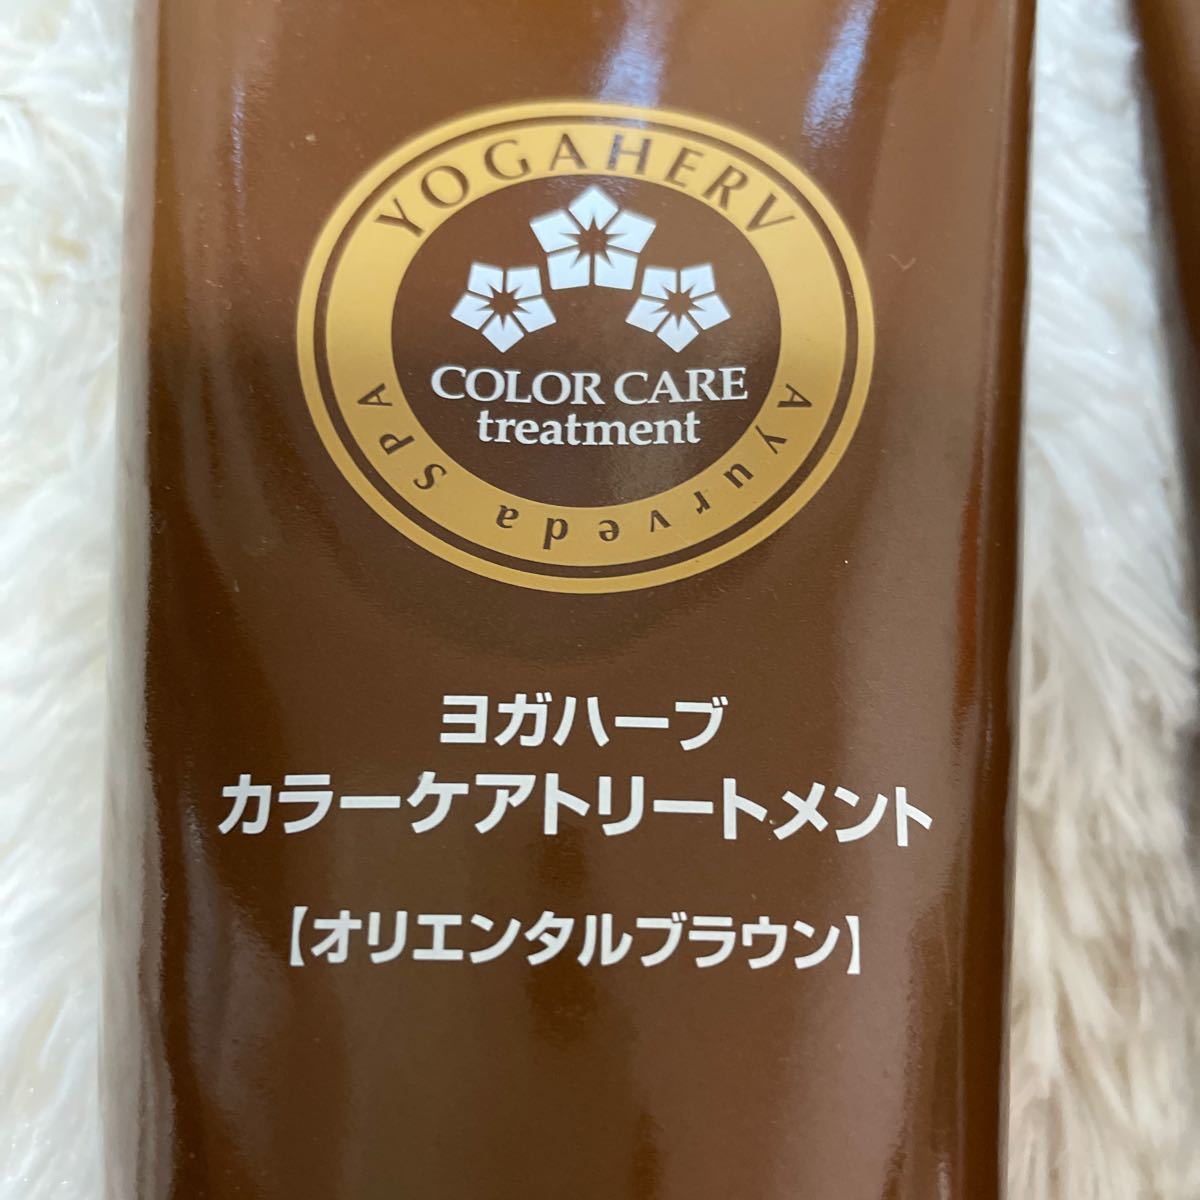 YOGAHERV
COLOR CARE
treatment
Ayurveda SPA
ヨガハーブ
カラーケアトリートメント
【オリエンタルブラウン】